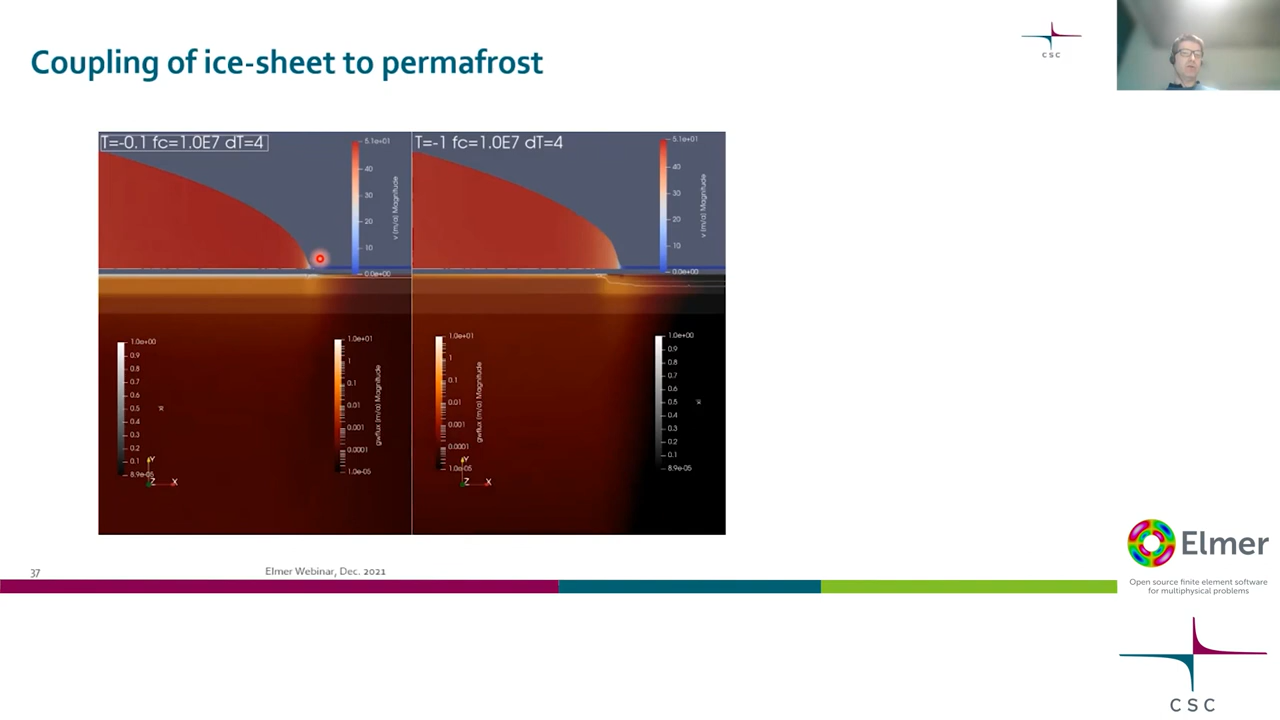 Coupling of ice-sheet to permafrost
CSC
T=-0.1 fc=1.0E7 dT=4
5.1e+01
40
30
20
10
0.0e+00
v (m/a) Magnitude
T=-1 fc=1.0E7 dT=4
5.1e+01
40
30
20
10
0.0e+00
v (m/a) Magnitude
1.0e+00
0.9
0.8
0.7
0.6
0.5
0.4
0.3
0.2
0.1
8.9e-05
xi
1.0e+01
1
0.1
0.01
0.001
0.0001
1.0e-05
gwflux (m/a) Magnitude
1.0e+01
1
0.1
0.01
0.001
0.0001
1.0e-05
gwflux (m/a) Magnitude
1.0e+00
0.9
0.8
0.7
0.6
0.5
0.4
0.3
0.2
0.1
8.9e-05
xi
Y
Z
X
Y
Z
X
37
Elmer Webinar, Dec. 2021
Elmer
Open source finite element software
for multiphysical problems
CSC